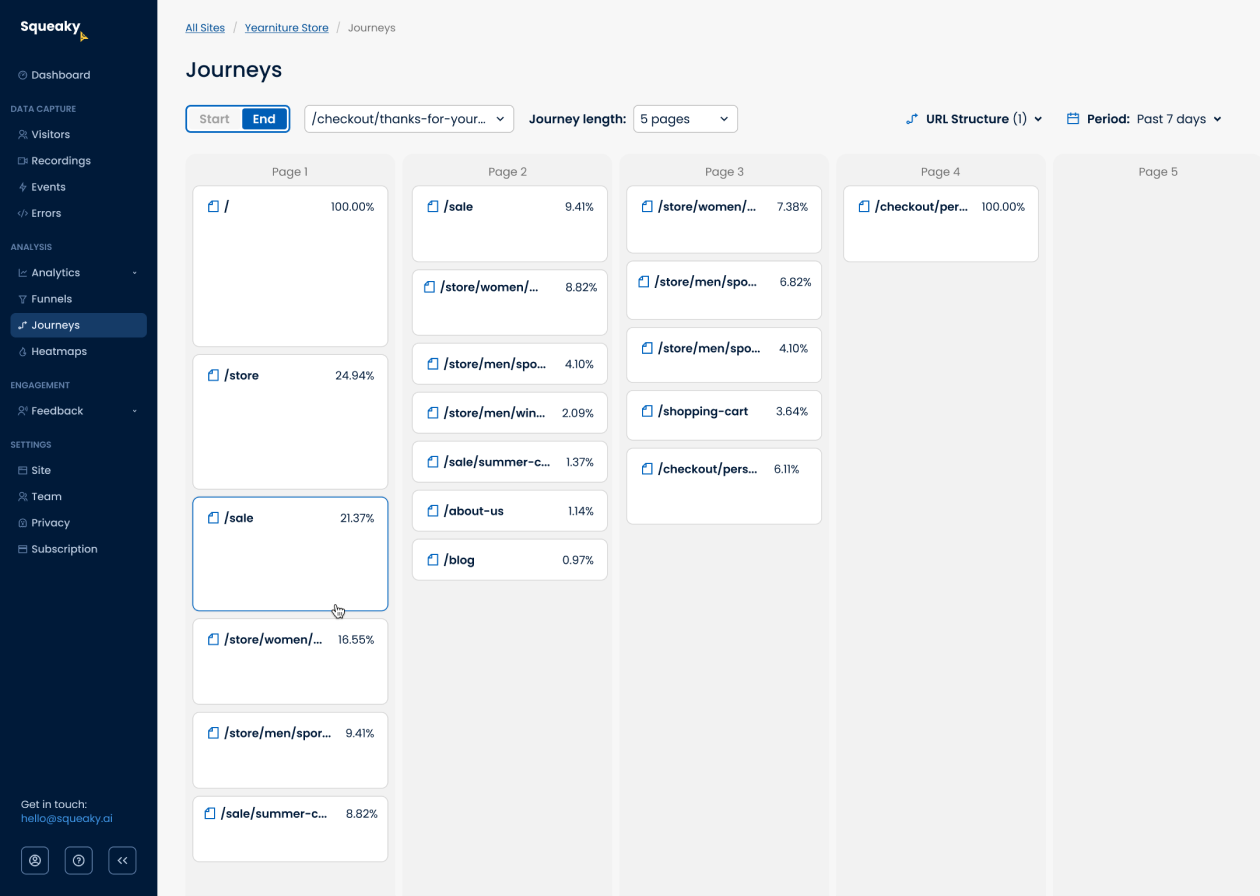 Squeaky
Dashboard
DATA CAPTURE
Visitors
Recordings
Events
Errors
ANALYSIS
Analytics
Funnels
Journeys
Heatmaps
ENGAGEMENT
Feedback
SETTINGS
Site
Team
Privacy
Subscription
Get in touch:
hello@squeaky.ai
All Sites / Yearniture Store / Journeys
Journeys
Start End /checkout/thanks-for-your... Journey length: 5 pages URL Structure (1) Period: Past 7 days
Page 1
/ 100.00%
/store 24.94%
/sale 21.37%
/store/women/... 16.55%
/store/men/spor... 9.41%
/sale/summer-c... 8.82%
Page 2
/sale 9.41%
/store/women/... 8.82%
/store/men/spo... 4.10%
/store/men/win... 2.09%
/sale/summer-c... 1.37%
/about-us 1.14%
/blog 0.97%
Page 3
/store/women/... 7.38%
/store/men/spo... 6.82%
/store/men/spo... 4.10%
/shopping-cart 3.64%
/checkout/pers... 6.11%
Page 4
/checkout/per... 100.00%
Page 5